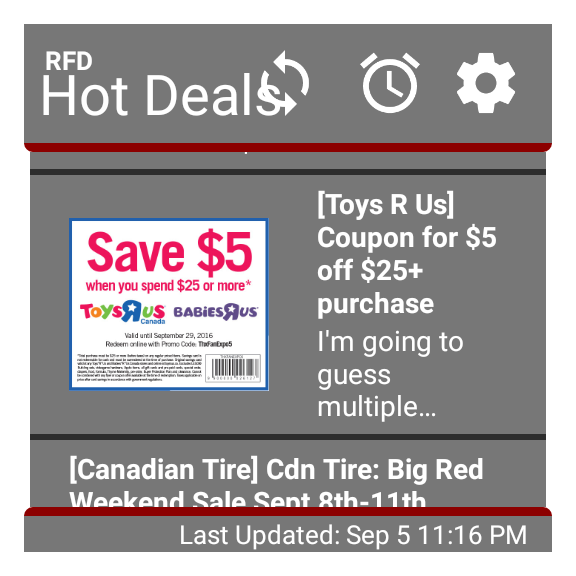 RFD
Hot Deals
Save $5
when you spend $25 or more*
TOYS R US
Canada
BABIES R US
Valid until September 29, 2016
Redeem online with Promo Code: TheFanExpo5
[Toys R Us]
Coupon for $5
off $25+
purchase
I'm going to
guess
multiple...
[Canadian Tire] Cdn Tire: Big Red
Weekend Sale Sept 8th-11th
Last Updated: Sep 5 11:16 PM